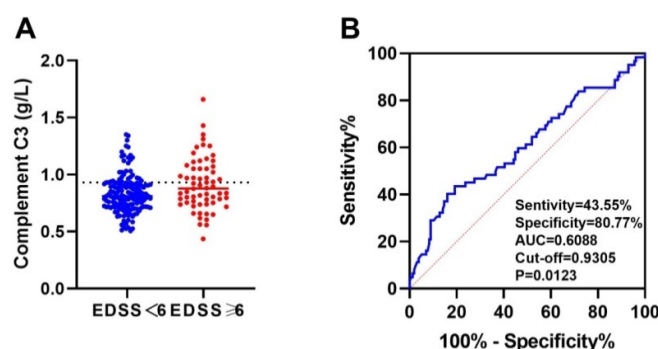 A
Complement C3 (g/L)
2.0
1.5
1.0
0.5
0.0
EDSS <6 EDSS ⩾6
B
Sensitivity%
100
80
60
40
20
0
Sentivity=43.55%
Specificity=80.77%
AUC=0.6088
Cut-off=0.9305
P=0.0123
0 20 40 60 80 100
100% - Specificity%